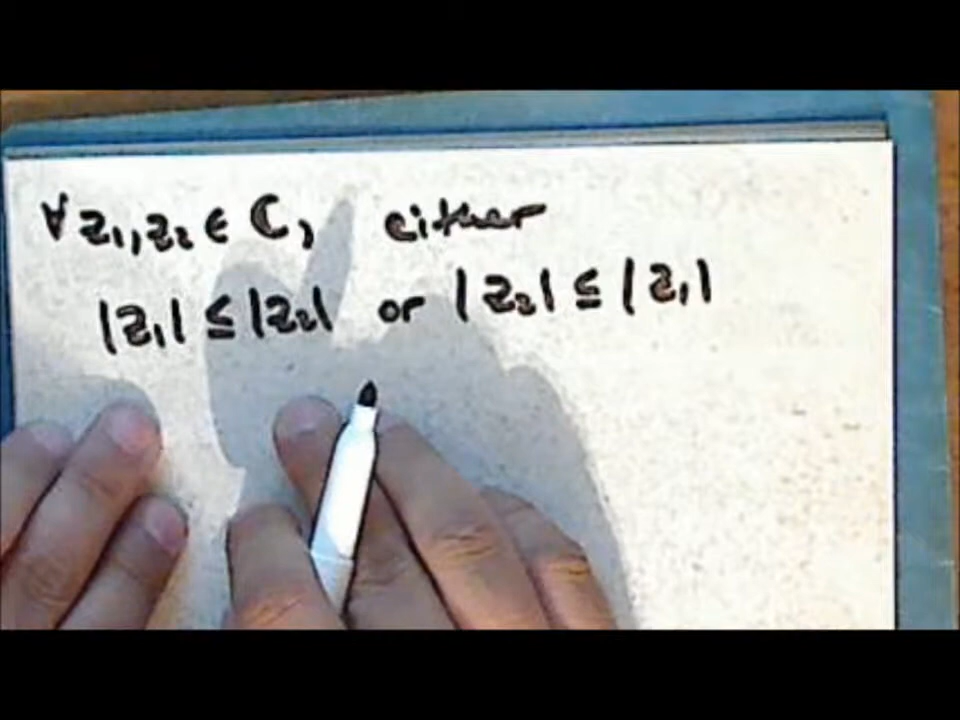 ∀ z₁, z₂ ∈ ℂ, either
|z₁| ≤ |z₂| or |z₂| ≤ |z₁|